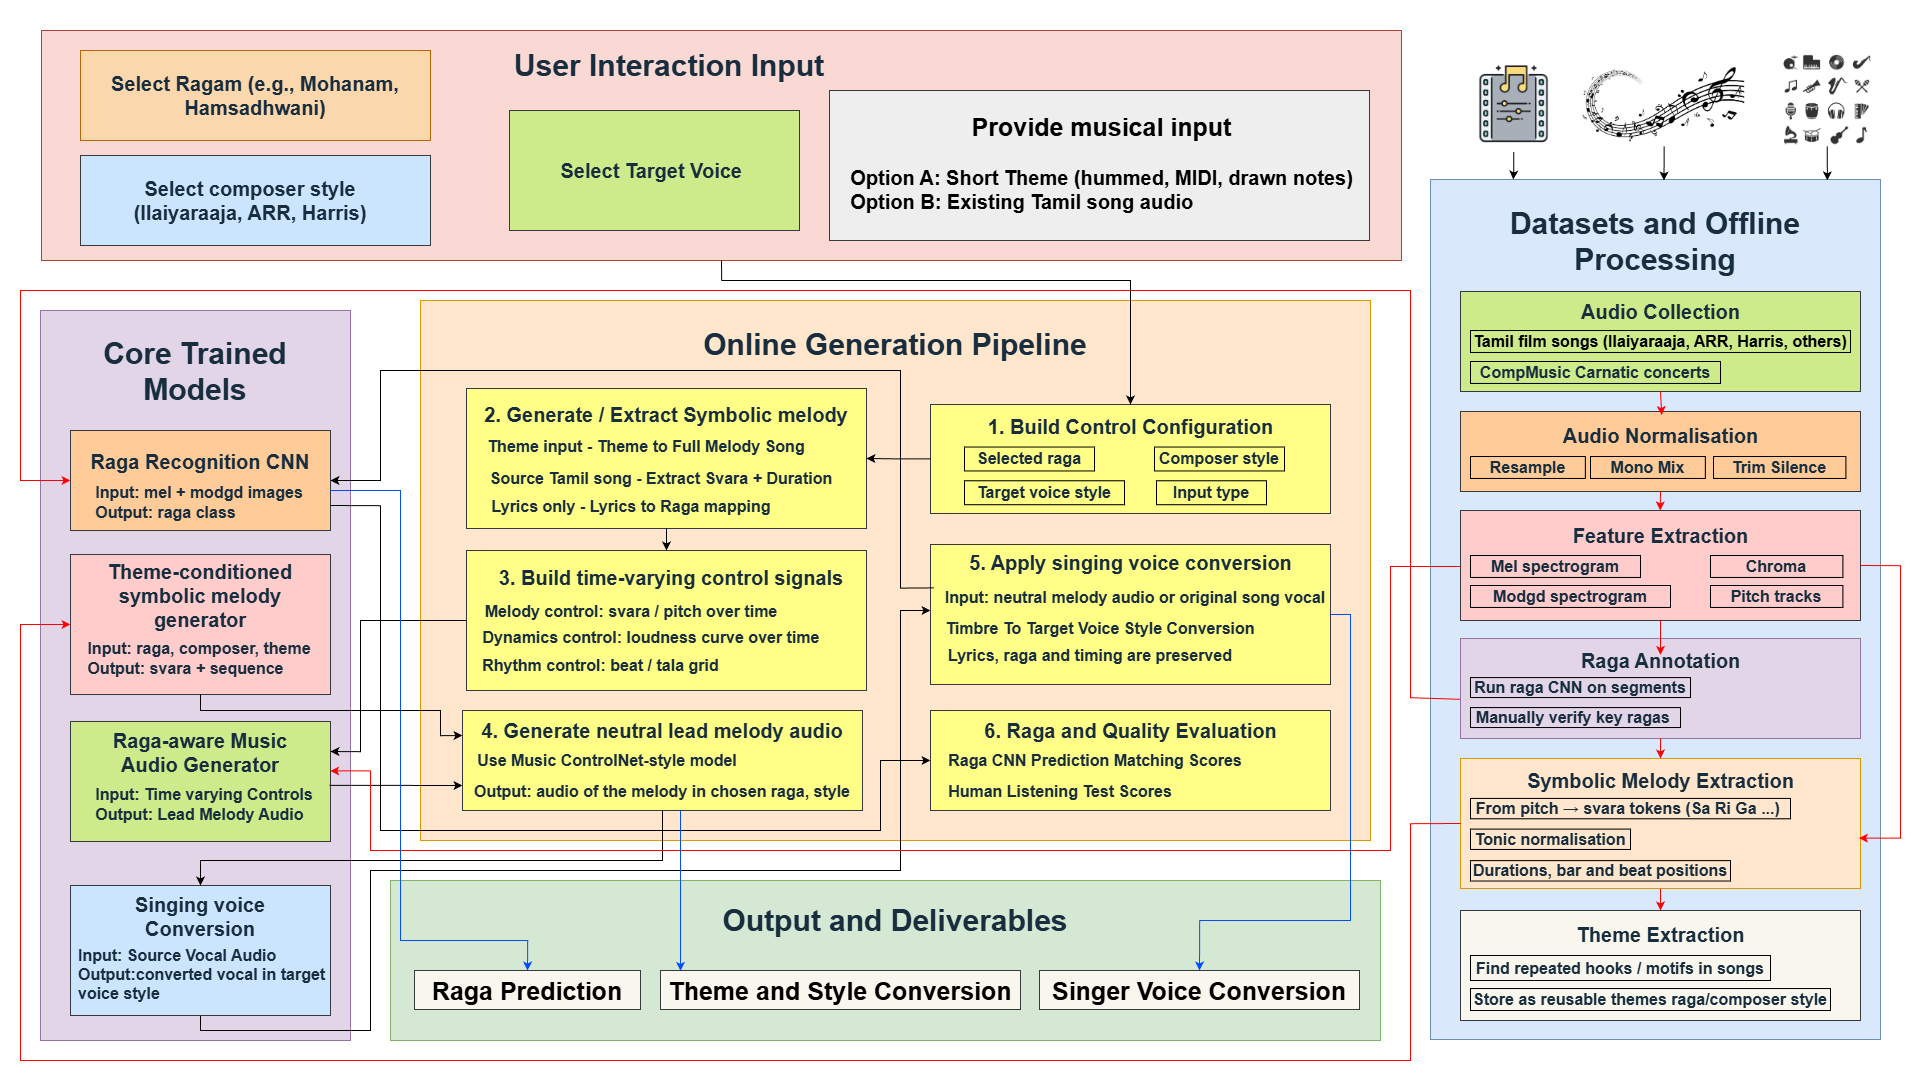 User Interaction Input
Select Ragam (e.g., Mohanam,
Hamsadhwani)
Select composer style
(Ilaiyaraaja, ARR, Harris)
Select Target Voice
Provide musical input
Option A: Short Theme (hummed, MIDI, drawn notes)
Option B: Existing Tamil song audio
Core Trained
Models
Raga Recognition CNN
Input: mel + modgd images
Output: raga class
Theme-conditioned
symbolic melody
generator
Input: raga, composer, theme
Output: svara + sequence
Raga-aware Music
Audio Generator
Input: Time varying Controls
Output: Lead Melody Audio
Singing voice
Conversion
Input: Source Vocal Audio
Output:converted vocal in target
voice style
Online Generation Pipeline
1. Build Control Configuration
Selected raga
Composer style
Target voice style
Input type
2. Generate / Extract Symbolic melody
Theme input - Theme to Full Melody Song
Source Tamil song - Extract Svara + Duration
Lyrics only - Lyrics to Raga mapping
3. Build time-varying control signals
Melody control: svara / pitch over time
Dynamics control: loudness curve over time
Rhythm control: beat / tala grid
4. Generate neutral lead melody audio
Use Music ControlNet-style model
Output: audio of the melody in chosen raga, style
5. Apply singing voice conversion
Input: neutral melody audio or original song vocal
Timbre To Target Voice Style Conversion
Lyrics, raga and timing are preserved
6. Raga and Quality Evaluation
Raga CNN Prediction Matching Scores
Human Listening Test Scores
Output and Deliverables
Raga Prediction
Theme and Style Conversion
Singer Voice Conversion
Datasets and Offline
Processing
Audio Collection
Tamil film songs (Ilaiyaraaja, ARR, Harris, others)
CompMusic Carnatic concerts
Audio Normalisation
Resample
Mono Mix
Trim Silence
Feature Extraction
Mel spectrogram
Chroma
Modgd spectrogram
Pitch tracks
Raga Annotation
Run raga CNN on segments
Manually verify key ragas
Symbolic Melody Extraction
From pitch → svara tokens (Sa Ri Ga ...)
Tonic normalisation
Durations, bar and beat positions
Theme Extraction
Find repeated hooks / motifs in songs
Store as reusable themes raga/composer style